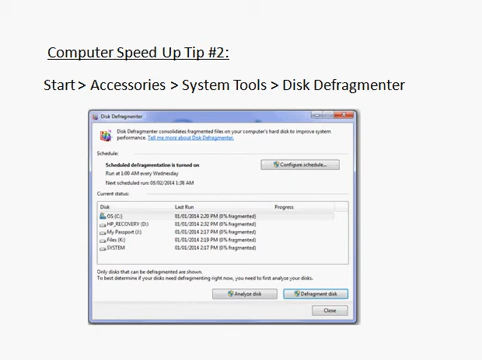 Computer Speed Up Tip #2:
Start > Accessories > System Tools > Disk Defragmenter
Disk Defragmenter
Disk Defragmenter consolidates fragmented files on your computer's hard disk to improve system
performance. Tell me more about Disk Defragmenter.
Schedule:
Scheduled defragmentation is turned on
Configure schedule...
Run at 1:00 AM every Wednesday
Next scheduled run: 05/02/2014 1:38 AM
Current status:
Disk Last Run Progress
OS (C:) 01/01/2014 2:20 PM (0% fragmented)
HP_RECOVERY (D:) 01/01/2014 2:32 PM (0% fragmented)
My Passport (I:) 01/01/2014 2:17 PM (0% fragmented)
Files (K:) 01/01/2014 2:19 PM (0% fragmented)
SYSTEM 01/01/2014 2:17 PM (0% fragmented)
Only disks that can be defragmented are shown.
To best determine if your disks need defragmenting right now, you need to first analyze your disks.
Analyze disk Defragment disk
Close